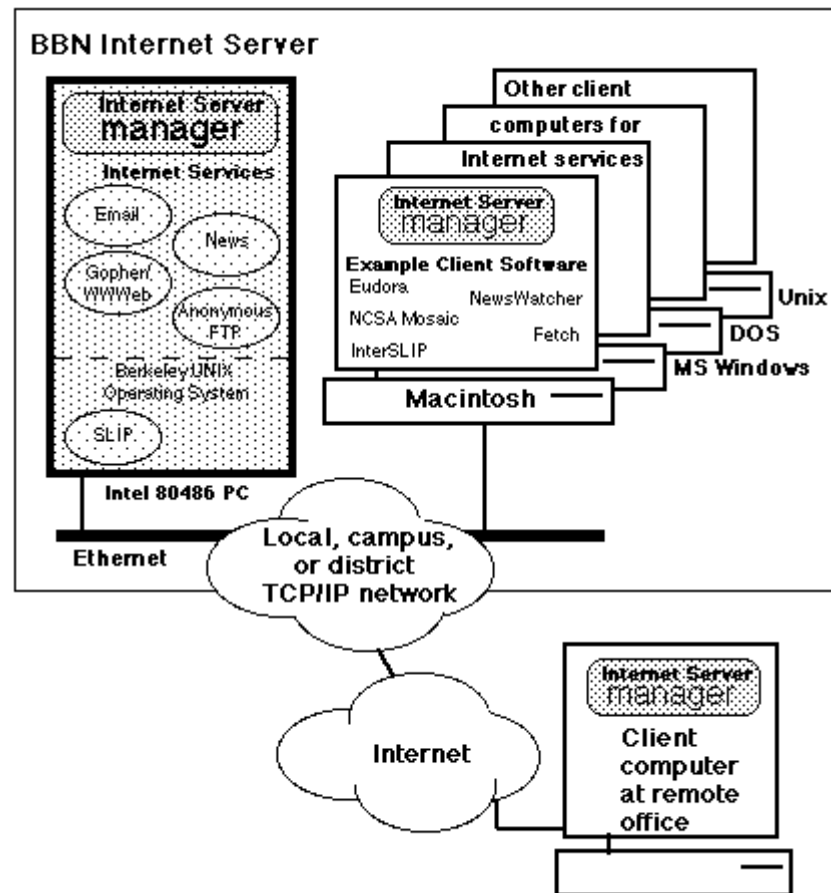 BBN Internet Server
Internet Server
manager
Internet Services
Email
News
Gopher/
WWWeb
Anonymous
FTP
Berkeley UNIX
Operating System
SLIP
Intel 80486 PC
Other client
computers for
Internet services
Internet Server
manager
Example Client Software
Eudora
NewsWatcher
NCSA Mosaic
Fetch
InterSLIP
Macintosh
MS Windows
DOS
Unix
Ethernet
Local, campus,
or district
TCP/IP network
Internet
Internet Server
manager
Client
computer
at remote
office